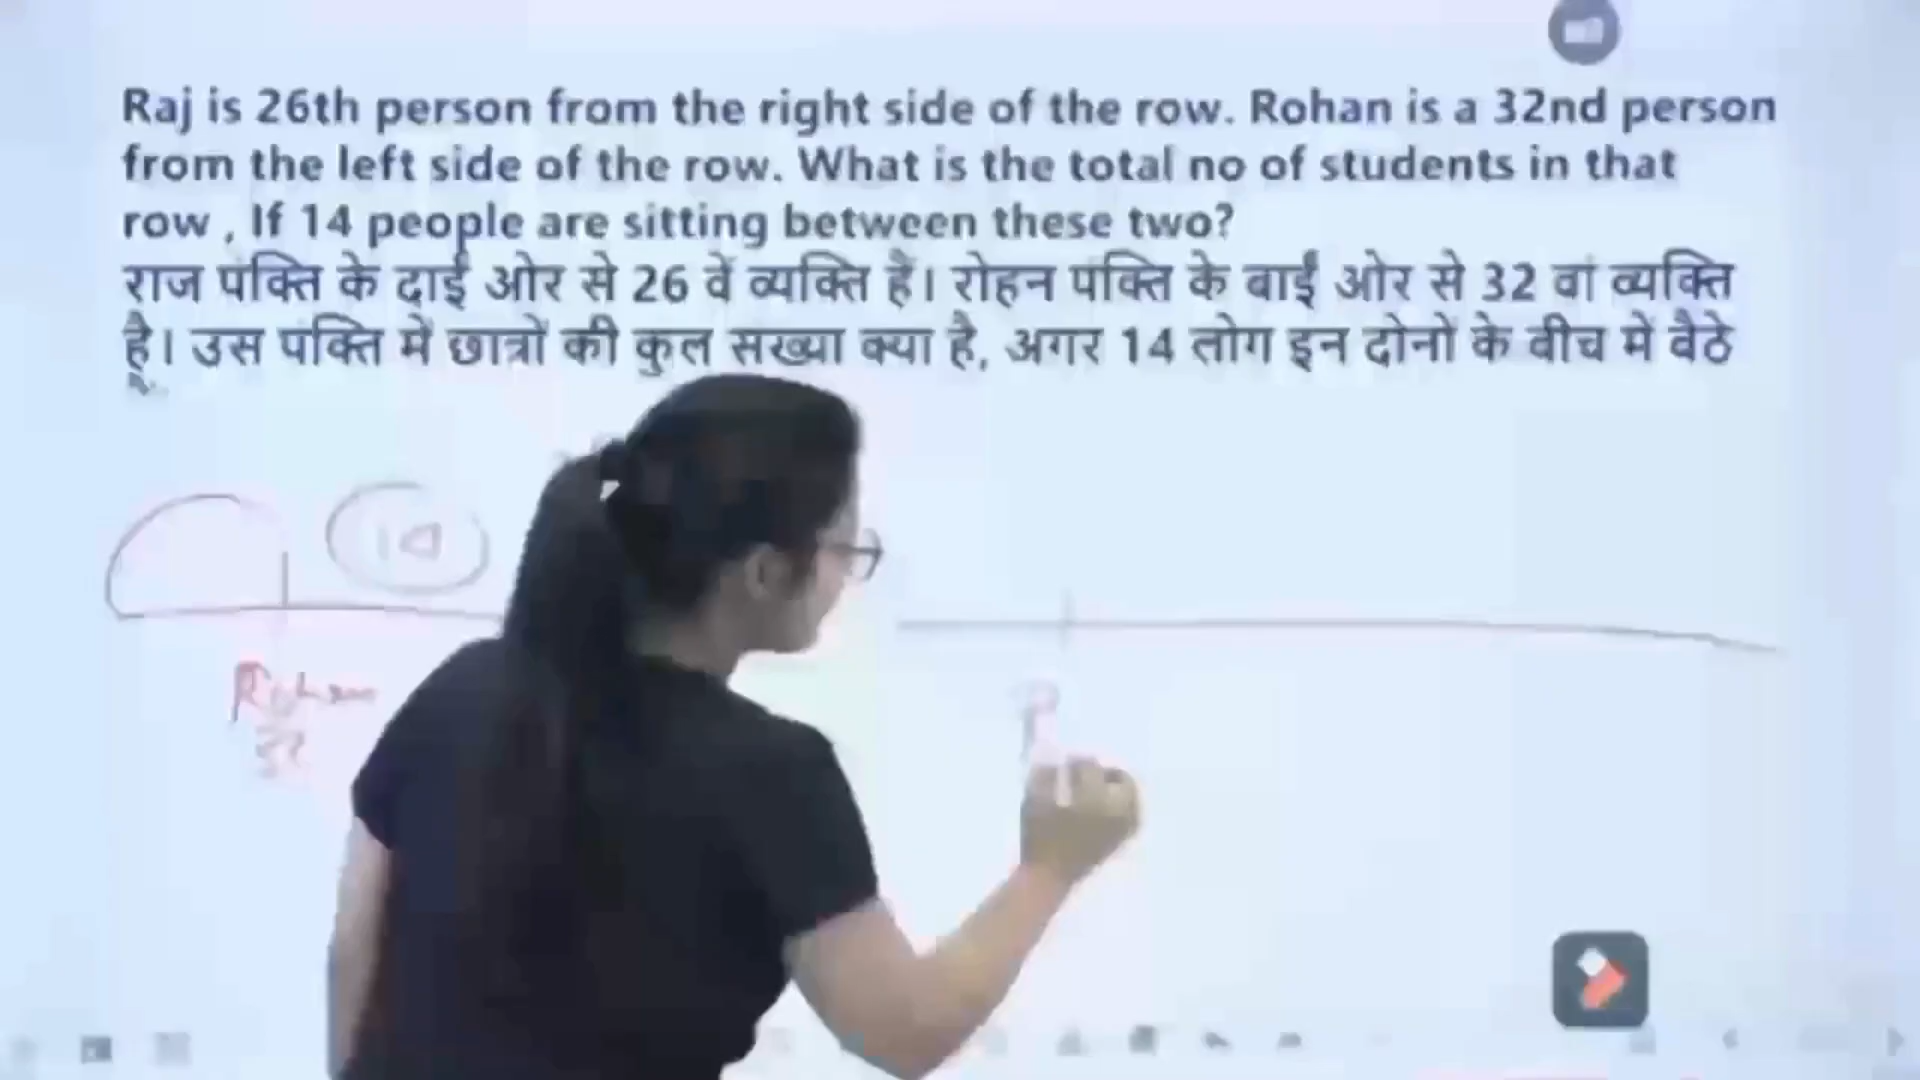 Raj is 26th person from the right side of the row. Rohan is a 32nd person
from the left side of the row. What is the total no of students in that
row , If 14 people are sitting between these two?
राज पंक्ति के दाईं ओर से 26 वें व्यक्ति हैं। रोहन पंक्ति के बाईं ओर से 32 वां व्यक्ति
है। उस पंक्ति में छात्रों की कुल संख्या क्या है, अगर 14 लोग इन दोनों के बीच में बैठे
14
Rohan
32